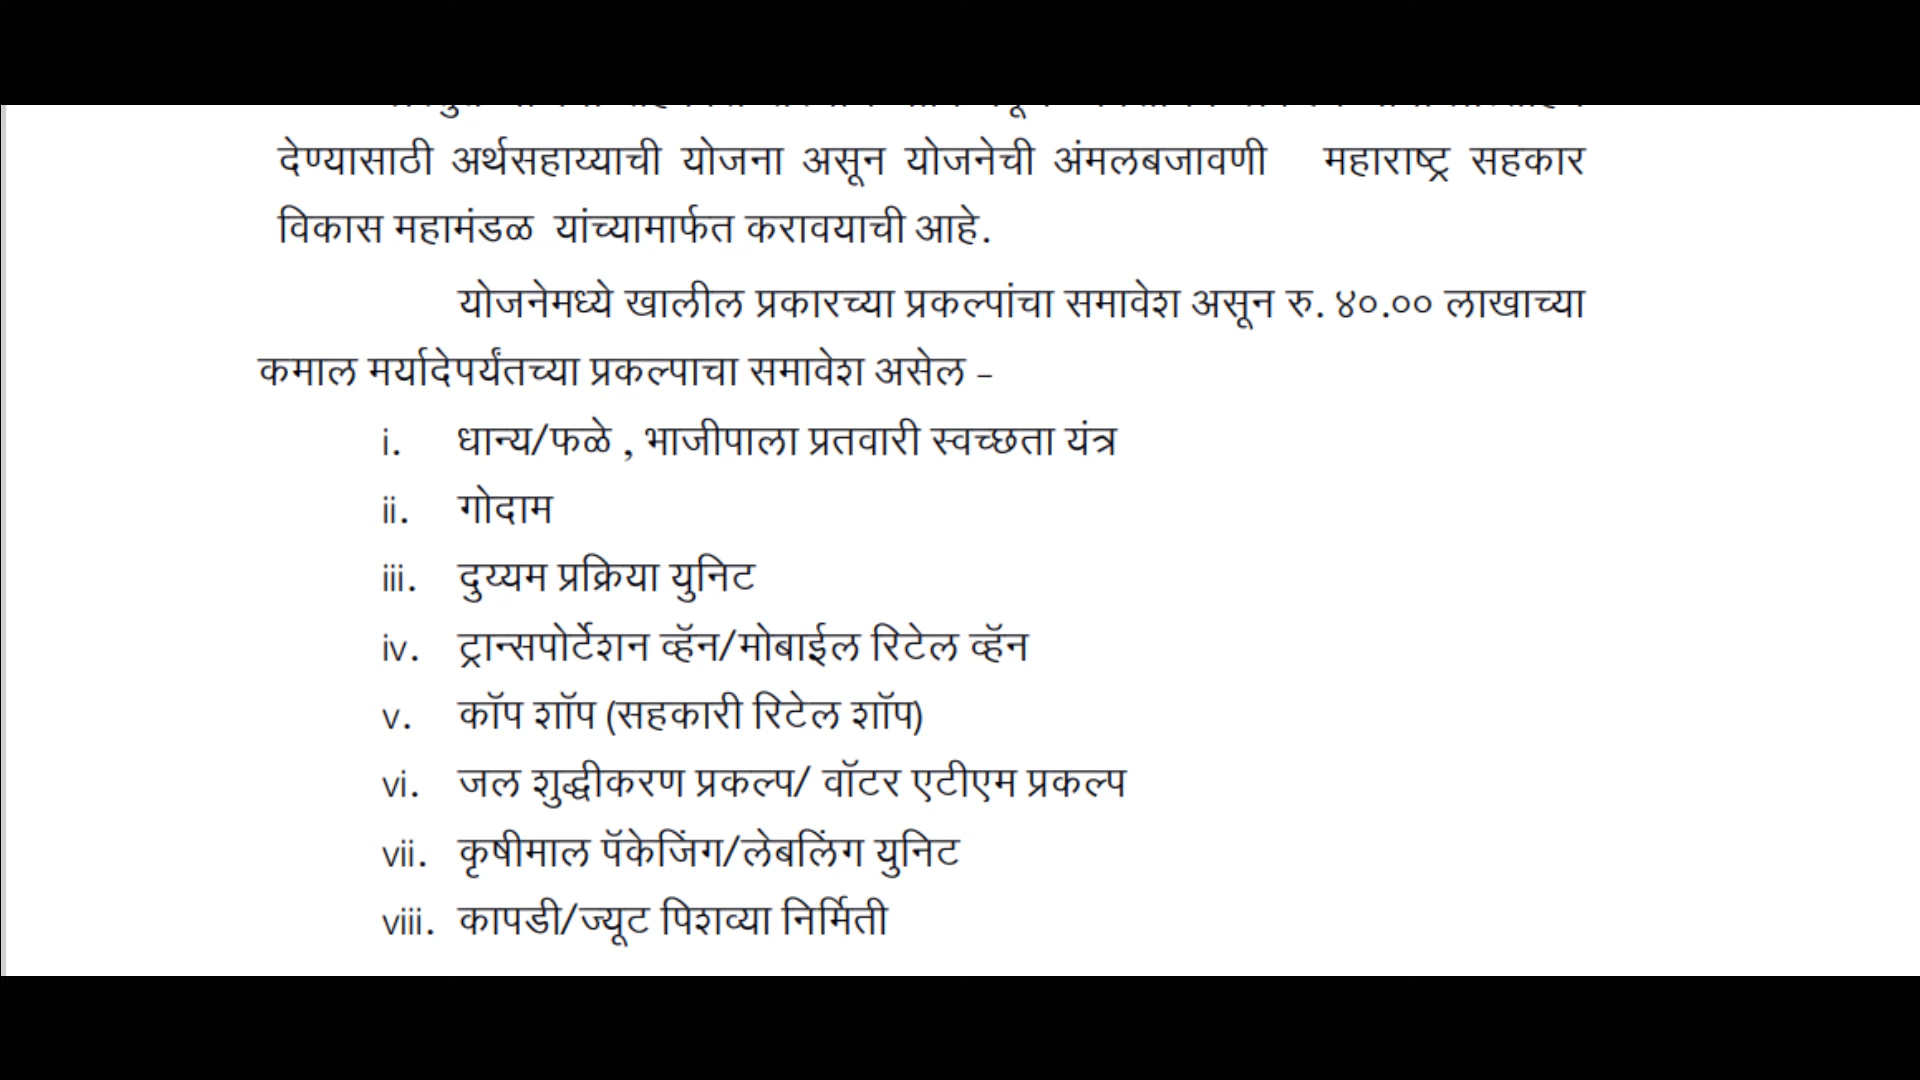 देण्यासाठी अर्थसहाय्याची योजना असून योजनेची अंमलबजावणी महाराष्ट्र सहकार
विकास महामंडळ यांच्यामार्फत करावयाची आहे.
योजनेमध्ये खालील प्रकारच्या प्रकल्पांचा समावेश असून रु. ४०.०० लाखाच्या
कमाल मर्यादेपर्यंतच्या प्रकल्पाचा समावेश असेल –
i. धान्य/फळे , भाजीपाला प्रतवारी स्वच्छता यंत्र
ii. गोदाम
iii. दुय्यम प्रक्रिया युनिट
iv. ट्रान्सपोर्टेशन व्हॅन/मोबाईल रिटेल व्हॅन
v. कॉप शॉप (सहकारी रिटेल शॉप)
vi. जल शुद्धीकरण प्रकल्प/ वॉटर एटीएम प्रकल्प
vii. कृषीमाल पॅकेजिंग/लेबलिंग युनिट
viii. कापडी/ज्यूट पिशव्या निर्मिती